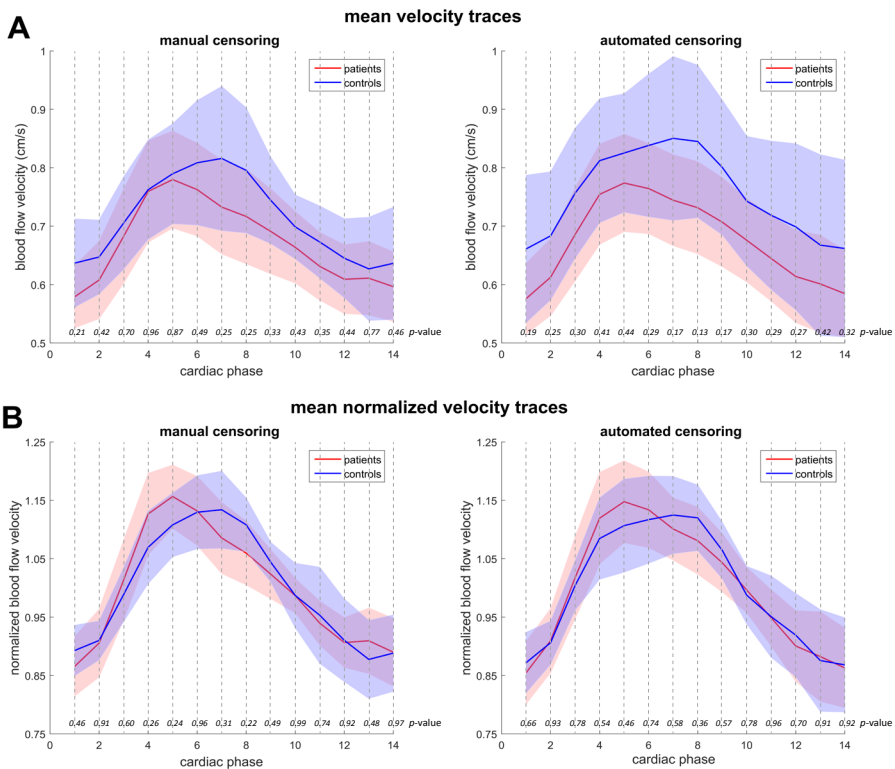 A
mean velocity traces
manual censoring
1
0.9
0.8
0.7
0.6
0.5
blood flow velocity (cm/s)
patients
controls
0,21 0,42 0,70 0,96 0,87 0,49 0,25 0,25 0,33 0,43 0,35 0,44 0,77 0,46 p-value
0 2 4 6 8 10 12 14
cardiac phase
automated censoring
1
0.9
0.8
0.7
0.6
0.5
blood flow velocity (cm/s)
patients
controls
0,19 0,25 0,30 0,41 0,44 0,29 0,17 0,13 0,17 0,30 0,29 0,27 0,42 0,32 p-value
0 2 4 6 8 10 12 14
cardiac phase
B
mean normalized velocity traces
manual censoring
1.25
1.15
1.05
0.95
0.85
0.75
normalized blood flow velocity
patients
controls
0,46 0,91 0,60 0,26 0,24 0,96 0,31 0,22 0,49 0,99 0,74 0,92 0,48 0,97 p-value
0 2 4 6 8 10 12 14
cardiac phase
automated censoring
1.25
1.15
1.05
0.95
0.85
0.75
normalized blood flow velocity
patients
controls
0,66 0,93 0,78 0,54 0,46 0,74 0,58 0,36 0,57 0,78 0,96 0,70 0,91 0,92 p-value
0 2 4 6 8 10 12 14
cardiac phase